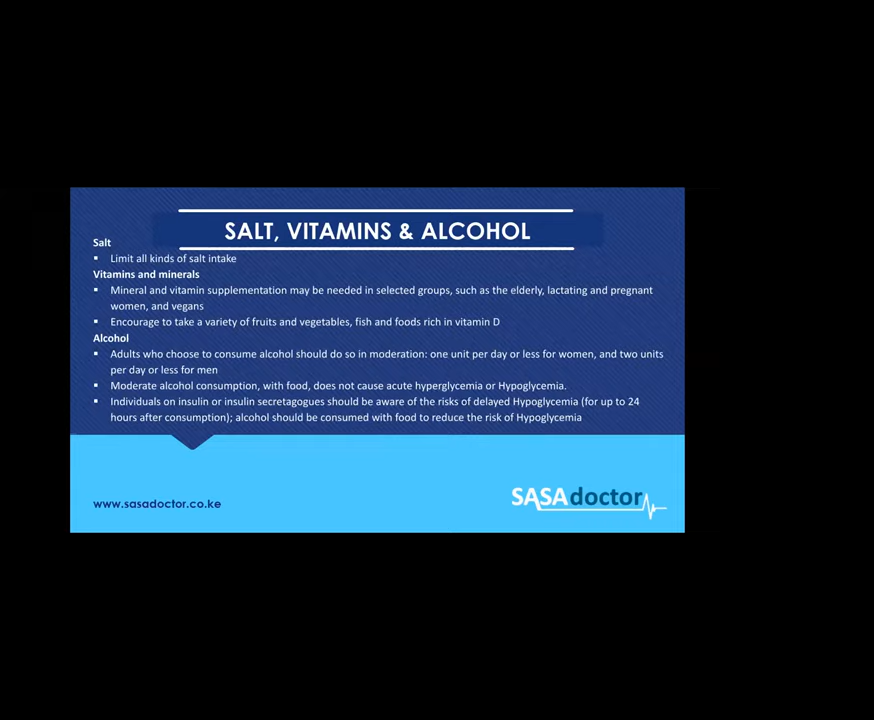 SALT, VITAMINS & ALCOHOL
Salt
▪ Limit all kinds of salt intake
Vitamins and minerals
▪ Mineral and vitamin supplementation may be needed in selected groups, such as the elderly, lactating and pregnant
women, and vegans
▪ Encourage to take a variety of fruits and vegetables, fish and foods rich in vitamin D
Alcohol
▪ Adults who choose to consume alcohol should do so in moderation: one unit per day or less for women, and two units
per day or less for men
▪ Moderate alcohol consumption, with food, does not cause acute hyperglycemia or Hypoglycemia.
▪ Individuals on insulin or insulin secretagogues should be aware of the risks of delayed Hypoglycemia (for up to 24
hours after consumption); alcohol should be consumed with food to reduce the risk of Hypoglycemia
www.sasadoctor.co.ke
SASAdoctor